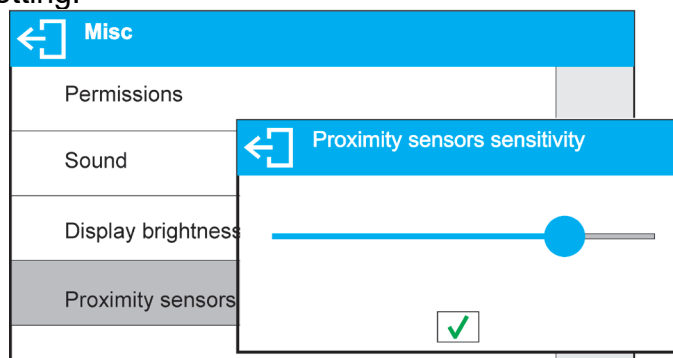 Misc
Permissions
Sound
Display brightness
Proximity sensors
Proximity sensors sensitivity